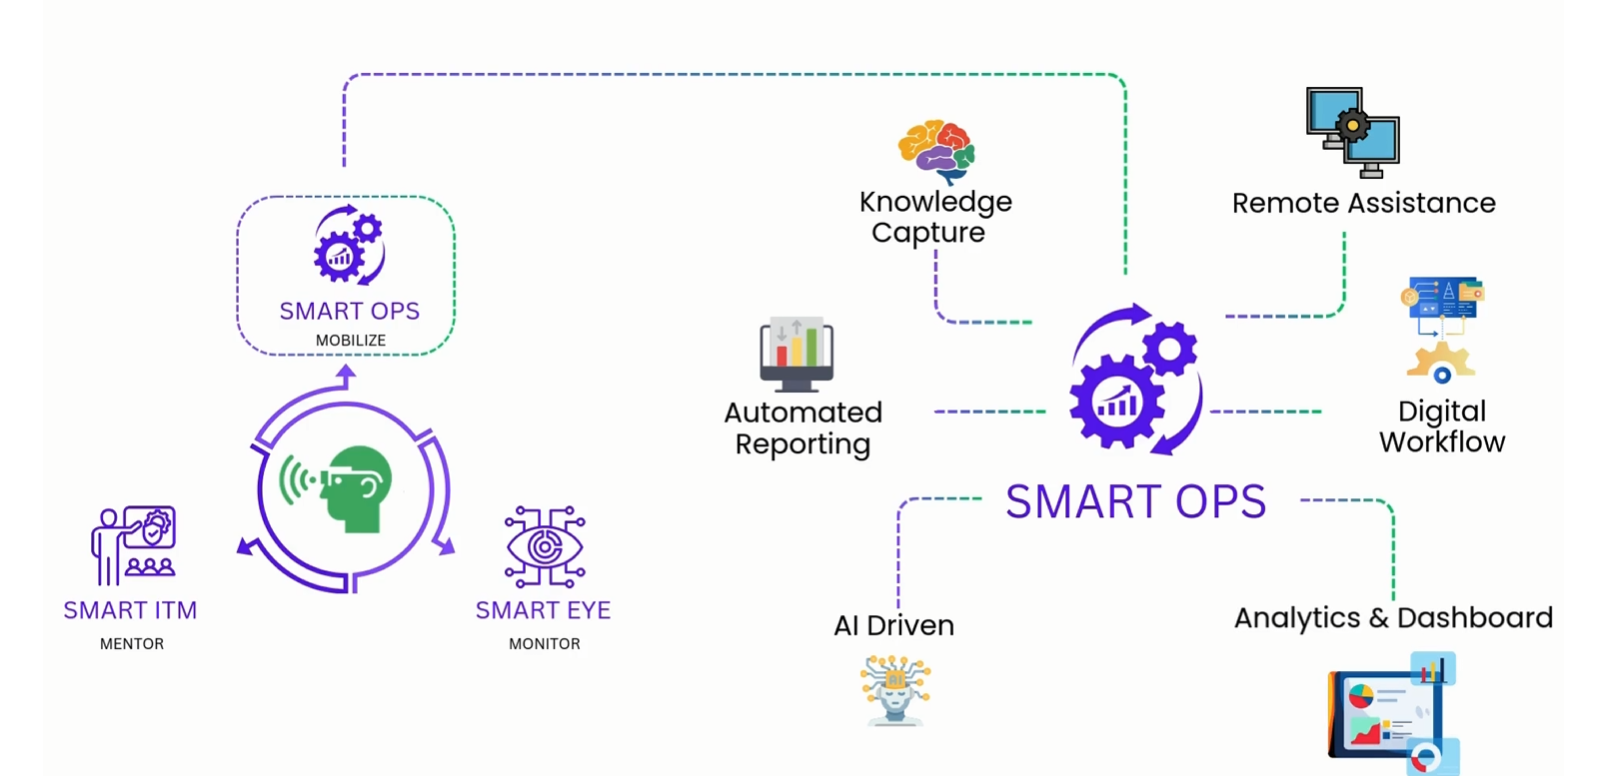 SMART OPS
MOBILIZE
SMART ITM
MENTOR
SMART EYE
MONITOR
Knowledge
Capture
Remote Assistance
Automated
Reporting
Digital
Workflow
SMART OPS
AI Driven
AI
Analytics & Dashboard